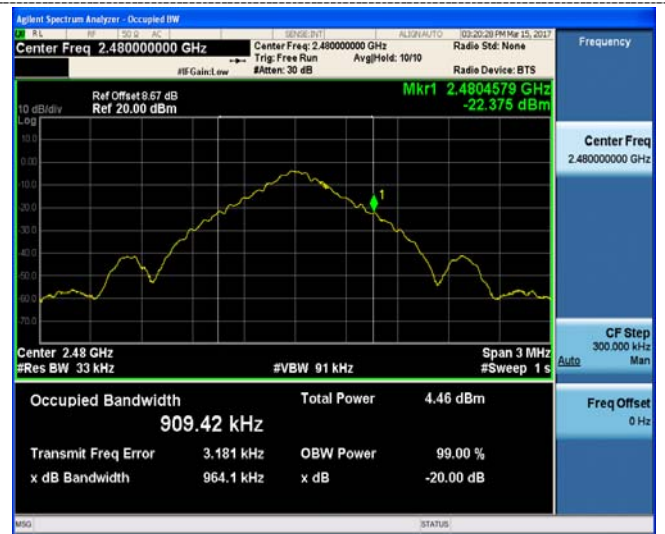 Agilent Spectrum Analyzer - Occupied BW
RL RF 50 Ω AC SENSE:INT ALIGNAUTO 03:20:28 PM Mar 15, 2017
Center Freq 2.480000000 GHz Center Freq: 2.480000000 GHz Radio Std: None Frequency
Trig: Free Run Avg|Hold: 10/10
#IFGain:Low #Atten: 30 dB Radio Device: BTS
Ref Offset 8.67 dB Mkr1 2.4804579 GHz
10 dB/div Ref 20.00 dBm -22.375 dBm
Log
10.0
0.00
-10.0
-20.0
-30.0
-40.0
-50.0
-60.0
-70.0
1
Center Freq
2.480000000 GHz
Center 2.48 GHz Span 3 MHz
#Res BW 33 kHz #VBW 91 kHz #Sweep 1 s
CF Step
300.000 kHz
Auto Man
Occupied Bandwidth Total Power 4.46 dBm
909.42 kHz
Transmit Freq Error 3.181 kHz OBW Power 99.00 %
x dB Bandwidth 964.1 kHz x dB -20.00 dB
Freq Offset
0 Hz
MSG STATUS